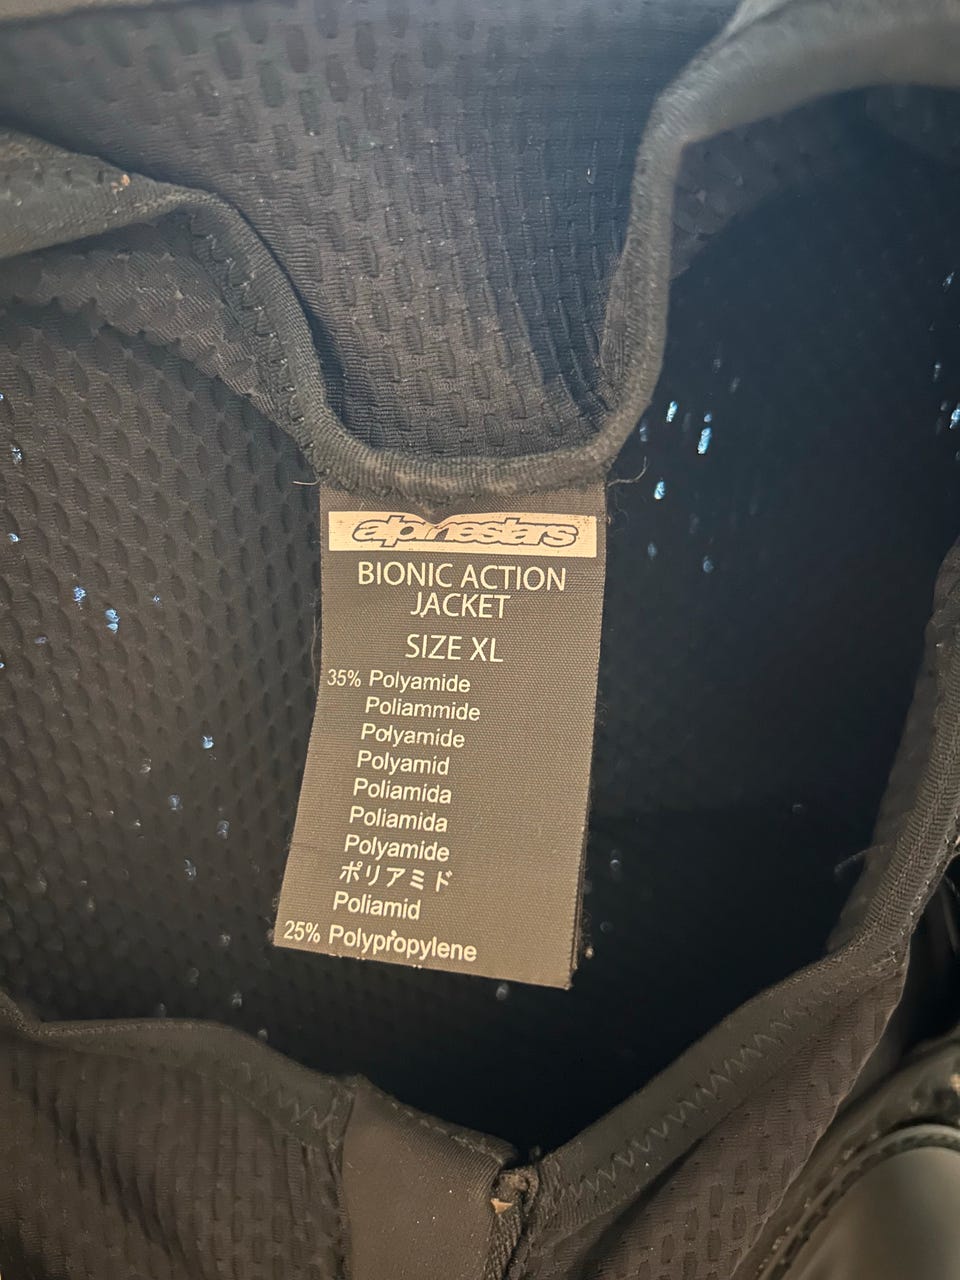 alpinestars
BIONIC ACTION
JACKET
SIZE XL
35% Polyamide
Poliammide
Polyamide
Polyamid
Poliamida
Poliamida
Polyamide
ポリアミド
Poliamid
25% Polypropylene